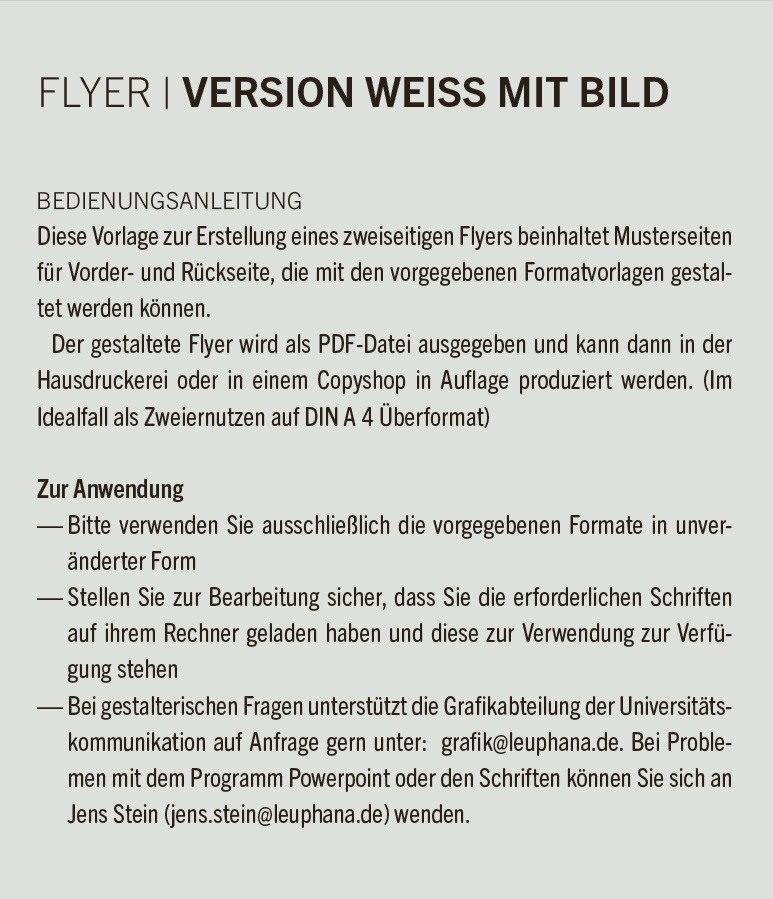 FLYER | VERSION WEISS MIT BILD
BEDIENUNGSANLEITUNG
Diese Vorlage zur Erstellung eines zweiseitigen Flyers beinhaltet Musterseiten
für Vorder- und Rückseite, die mit den vorgegebenen Formatvorlagen gestal-
tet werden können.
Der gestaltete Flyer wird als PDF-Datei ausgegeben und kann dann in der
Hausdruckerei oder in einem Copyshop in Auflage produziert werden. (Im
Idealfall als Zweiernutzen auf DIN A 4 Überformat)
Zur Anwendung
— Bitte verwenden Sie ausschließlich die vorgegebenen Formate in unver-
änderter Form
— Stellen Sie zur Bearbeitung sicher, dass Sie die erforderlichen Schriften
auf ihrem Rechner geladen haben und diese zur Verwendung zur Verfü-
gung stehen
— Bei gestalterischen Fragen unterstützt die Grafikabteilung der Universitäts-
kommunikation auf Anfrage gern unter: grafik@leuphana.de. Bei Proble-
men mit dem Programm Powerpoint oder den Schriften können Sie sich an
Jens Stein (jens.stein@leuphana.de) wenden.